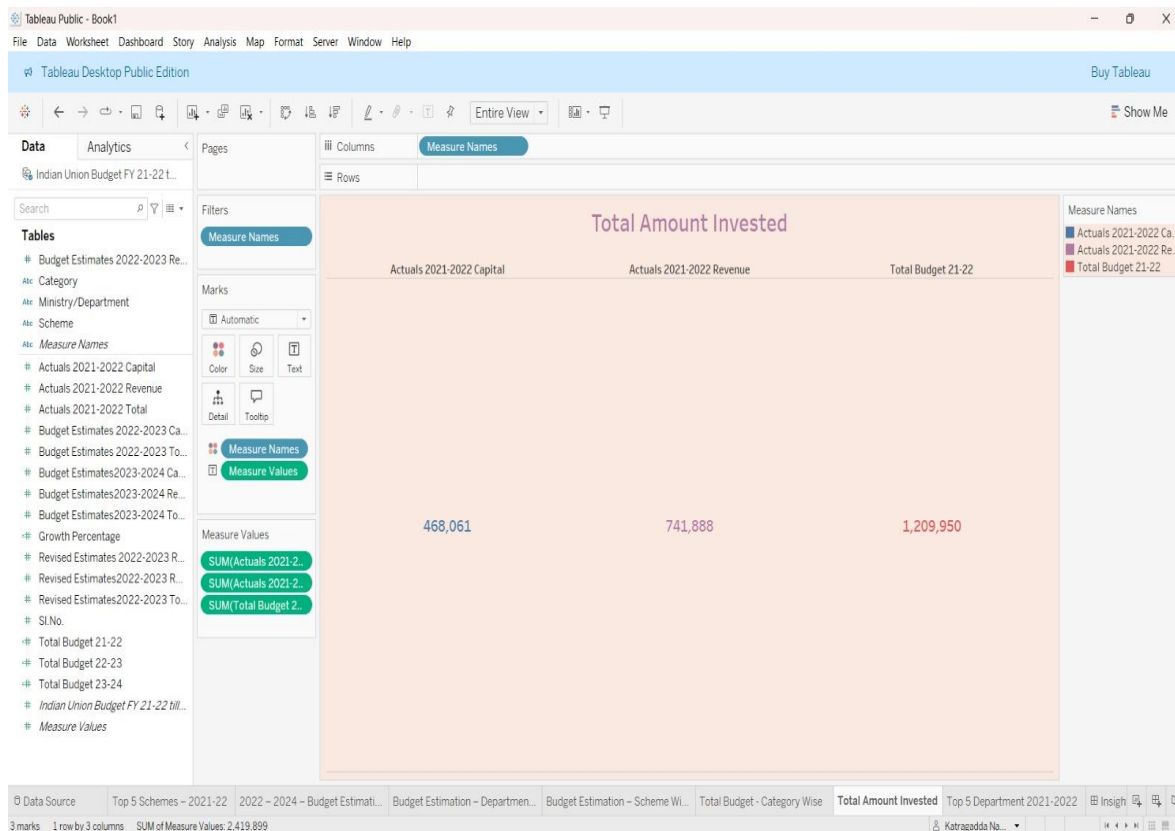 Tableau Public - Book1
File Data Worksheet Dashboard Story Analysis Map Format Server Window Help
Tableau Desktop Public Edition
Buy Tableau
Entire View
Show Me
Data Analytics
Indian Union Budget FY 21-22 t...
Search
Tables
# Budget Estimates 2022-2023 Re...
Abc Category
Abc Ministry/Department
Abc Scheme
Abc Measure Names
# Actuals 2021-2022 Capital
# Actuals 2021-2022 Revenue
# Actuals 2021-2022 Total
# Budget Estimates 2022-2023 Ca...
# Budget Estimates 2022-2023 To...
# Budget Estimates2023-2024 Ca...
# Budget Estimates2023-2024 Re...
# Budget Estimates2023-2024 To...
=# Growth Percentage
# Revised Estimates 2022-2023 R...
# Revised Estimates2022-2023 R...
# Revised Estimates2022-2023 To...
# Sl.No.
=# Total Budget 21-22
=# Total Budget 22-23
=# Total Budget 23-24
# Indian Union Budget FY 21-22 till...
# Measure Values
Pages
Filters
Measure Names
Marks
Automatic
Color Size Text
Detail Tooltip
Measure Names
Measure Values
Measure Values
SUM(Actuals 2021-2..
SUM(Actuals 2021-2..
SUM(Total Budget 2..
Columns Measure Names
Rows
Total Amount Invested
Actuals 2021-2022 Capital Actuals 2021-2022 Revenue Total Budget 21-22
468,061 741,888 1,209,950
Measure Names
Actuals 2021-2022 Ca..
Actuals 2021-2022 Re..
Total Budget 21-22
Data Source Top 5 Schemes – 2021-22 2022 – 2024 – Budget Estimati... Budget Estimation – Departmen... Budget Estimation – Scheme Wi... Total Budget - Category Wise Total Amount Invested Top 5 Department 2021-2022 Insigh
3 marks 1 row by 3 columns SUM of Measure Values: 2,419,899 Katragadda Na...